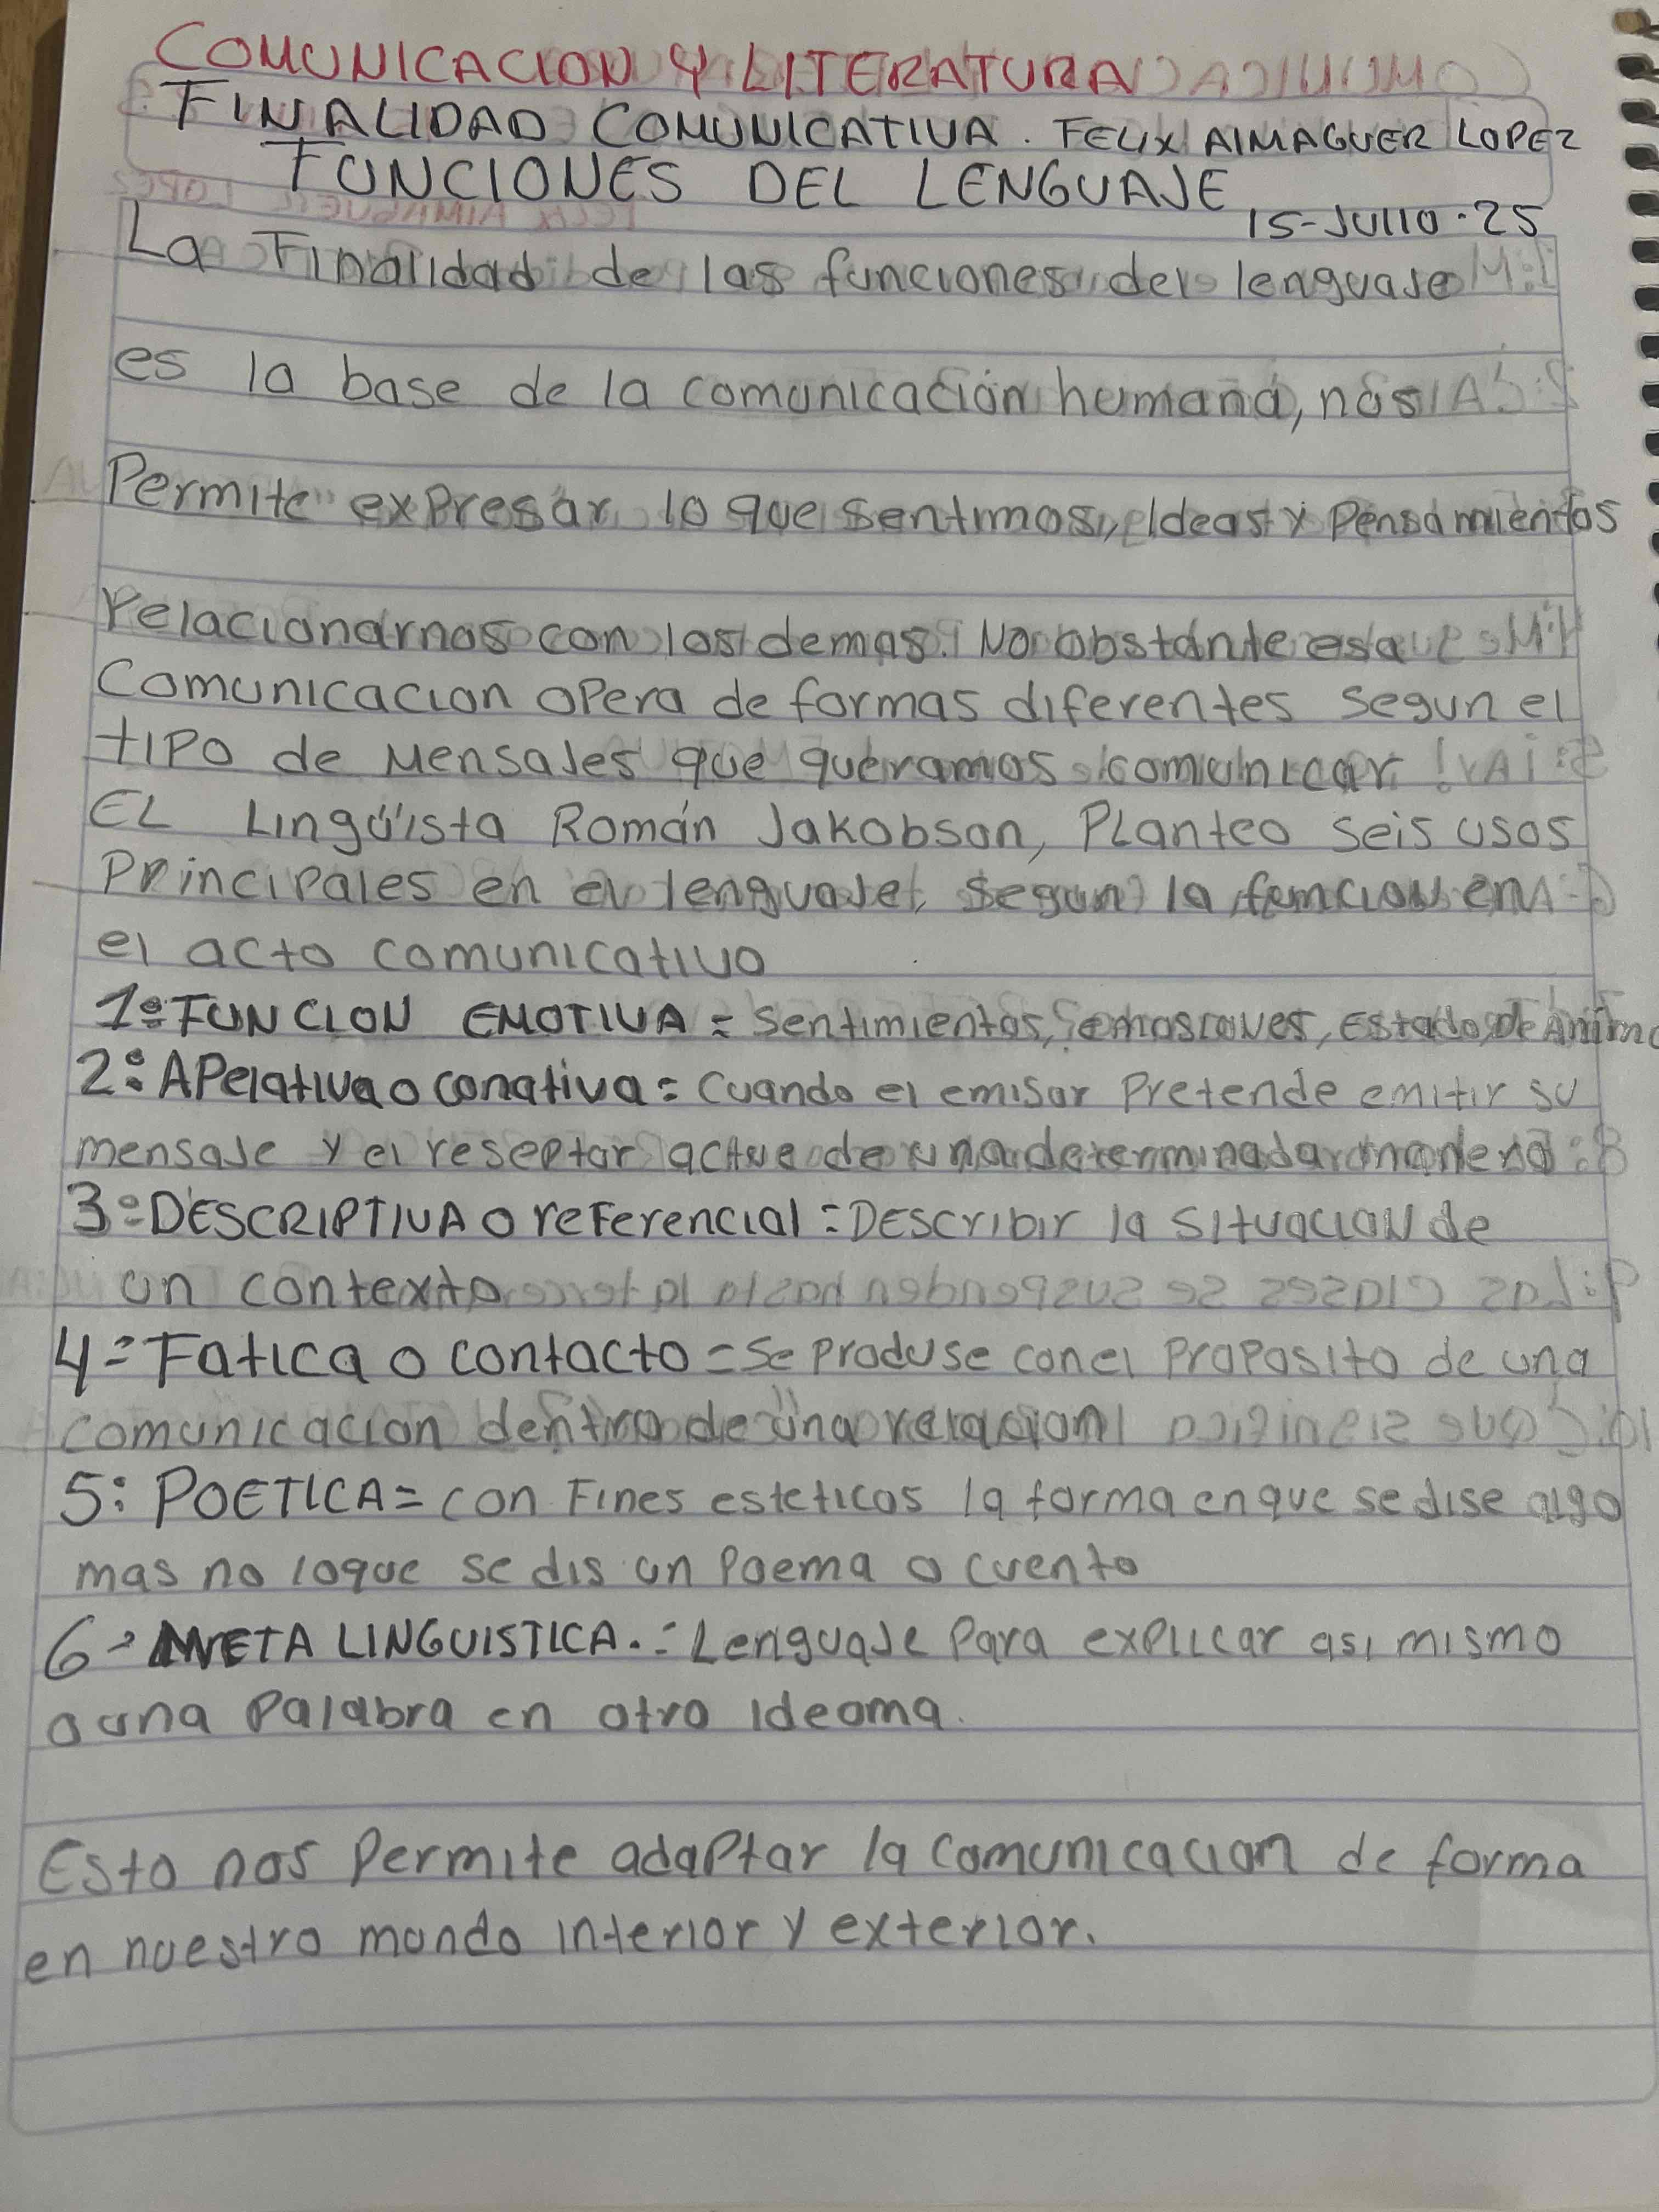 COMUNICACION Y LITERATURA
FINALIDAD COMUNICATIVA. FELIX AlMAGUER LOPEZ
FUNCIONES DEL LENGUAJE
15-JUlIO.25
La Finalidad de las funciones del lenguaje
es la base de la comunicación humana, nos
Permite expresar lo que sentimos, Ideas y Pensamientos
relacionarnos con los demas. No obstante esa
Comunicacion opera de formas diferentes segun el
tipo de Mensajes que queramos comunicar
EL Lingüista Román Jakobson, Planteo seis usos
Principales en el lenguaje, segun la funcion en
el acto comunicativo
1º FUNCION EMOTIVA = Sentimientos, emosiones, Estado de Animo
2: APelativa o conativa = Cuando el emisor Pretende emitir su
mensaje y el reseptor actue de una determinada manera
3º DESCRIPTIVA o referencial = DEscribir la situacion de
un contexto
4 = Fatica o contacto = Se produse con el Proposito de una
comunicacion dentro de una relacion
5: POETICA = con Fines esteticos la forma en que se dise algo
mas no lo que se dis un Poema o cuento
6 - META LINGUISTICA. = Lenguaje Para explicar asi mismo
o una Palabra en otro Ideoma.
Esto nos Permite adaptar la comunicacion de forma
en nuestro mundo interior y exterior.